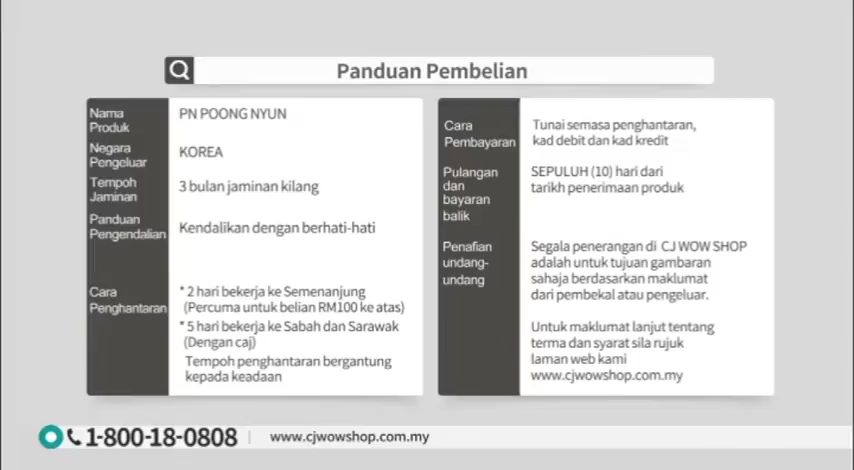 Panduan Pembelian
Nama
Produk
PN POONG NYUN
Negara
Pengeluar
KOREA
Tempoh
Jaminan
3 bulan jaminan kilang
Panduan
Pengendalian
Kendalikan dengan berhati-hati
Cara
Penghantaran
* 2 hari bekerja ke Semenanjung
(Percuma untuk belian RM100 ke atas)
* 5 hari bekerja ke Sabah dan Sarawak
(Dengan caj)
Tempoh penghantaran bergantung
kepada keadaan
Cara
Pembayaran
Tunai semasa penghantaran,
kad debit dan kad kredit
Pulangan
dan
bayaran
balik
SEPULUH (10) hari dari
tarikh penerimaan produk
Penafian
undang-
undang
Segala penerangan di CJ WOW SHOP
adalah untuk tujuan gambaran
sahaja berdasarkan maklumat
dari pembekal atau pengeluar.
Untuk maklumat lanjut tentang
terma dan syarat sila rujuk
laman web kami
www.cjwowshop.com.my
1-800-18-0808 | www.cjwowshop.com.my